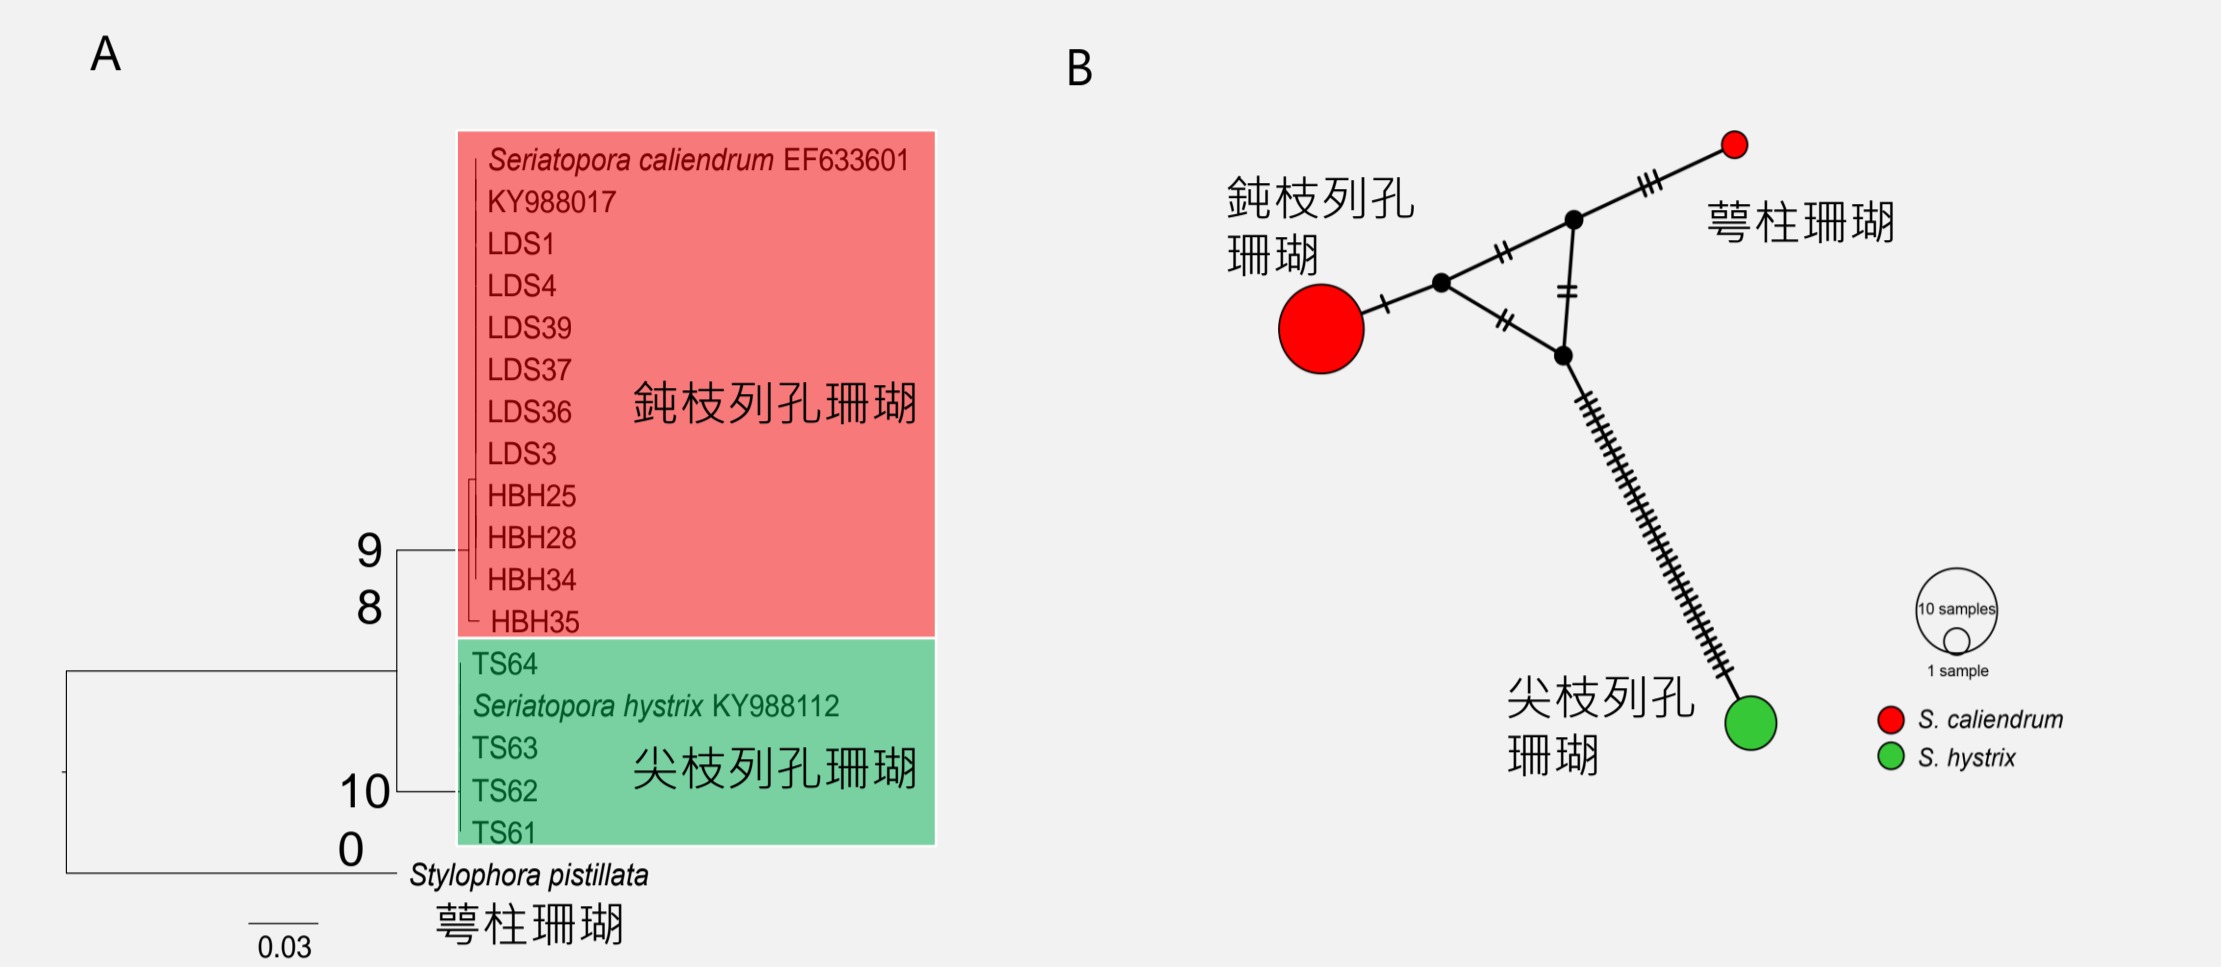 A
Seriatopora caliendrum EF633601
KY988017
LDS1
LDS4
LDS39
LDS37
LDS36
LDS3
鈍枝列孔珊瑚
HBH25
HBH28
HBH34
HBH35
9
8
TS64
Seriatopora hystrix KY988112
TS63
TS62
TS61
尖枝列孔珊瑚
10
0
Stylophora pistillata
萼柱珊瑚
0.03
B
鈍枝列孔
珊瑚
萼柱珊瑚
尖枝列孔
珊瑚
10 samples
1 sample
S. caliendrum
S. hystrix